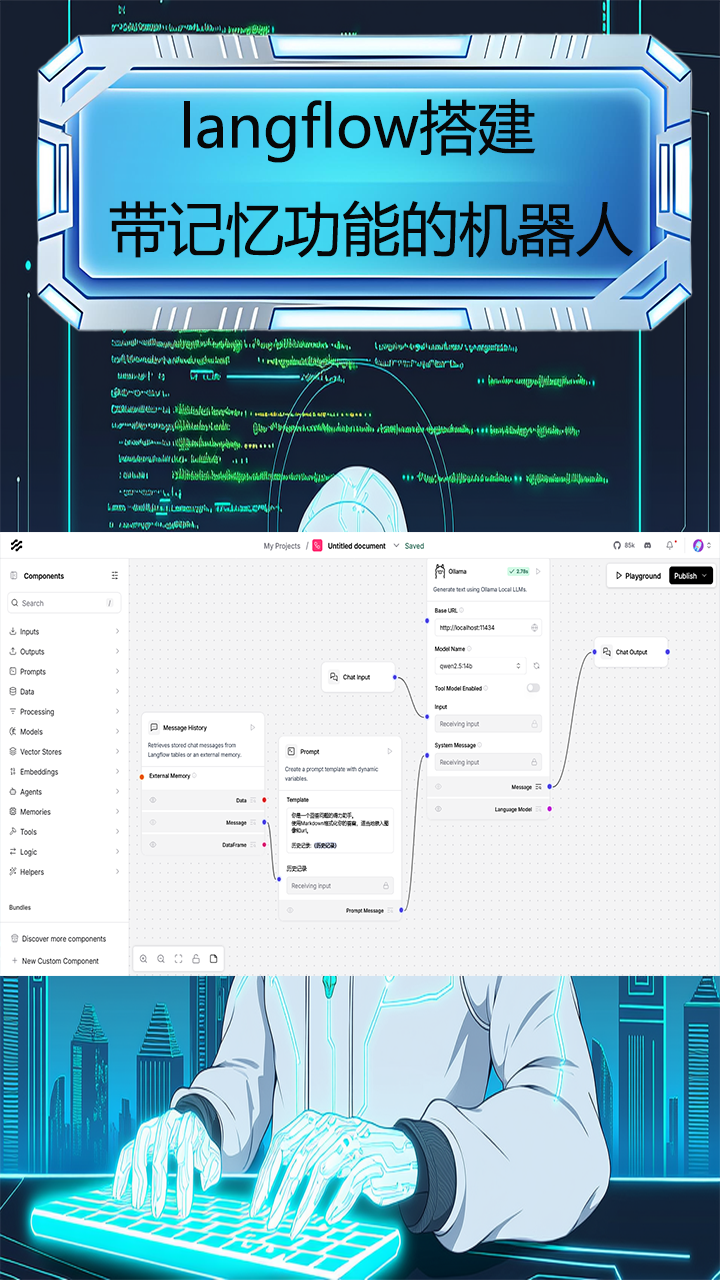 langflow搭建
带记忆功能的机器人
My Projects / Untitled document Saved
85k
Components
Search /
Inputs
Outputs
Prompts
Data
Processing
Models
Vector Stores
Embeddings
Agents
Memories
Tools
Logic
Helpers
Bundles
Discover more components
New Custom Component
Message History
Retrieves stored chat messages from
Langflow tables or an external memory.
External Memory
Data
Message
DataFrame
Prompt
Create a prompt template with dynamic
variables.
Template
你是一个回答问题的得力助手。
使用Markdown格式化你的答案，适当地嵌入图
像和url。
历史记录: {历史记录}
历史记录
Receiving input
Prompt Message
Chat Input
Ollama
2.78s
Generate text using Ollama Local LLMs.
Base URL
http://localhost:11434
Model Name
qwen2.5:14b
Tool Model Enabled
Input
Receiving input
System Message
Receiving input
Message
Language Model
Chat Output
Playground
Publish